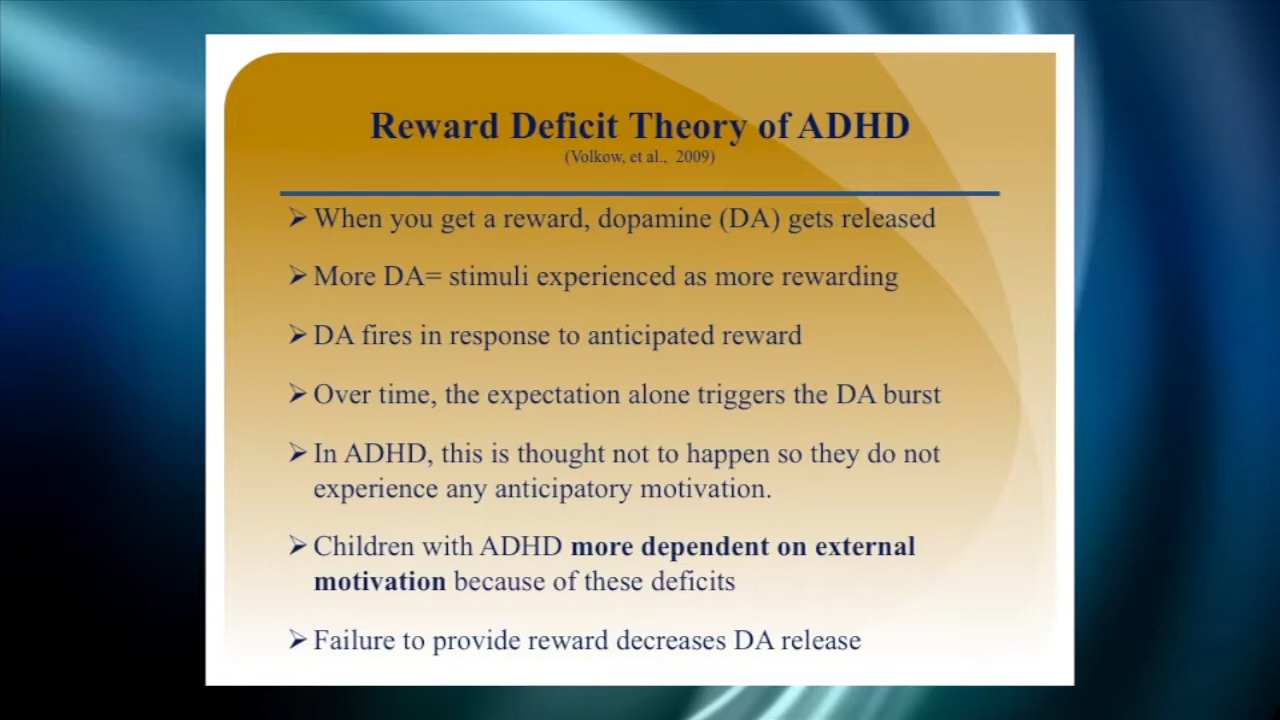 Reward Deficit Theory of ADHD
(Volkow, et al., 2009)
➢ When you get a reward, dopamine (DA) gets released
➢ More DA= stimuli experienced as more rewarding
➢ DA fires in response to anticipated reward
➢ Over time, the expectation alone triggers the DA burst
➢ In ADHD, this is thought not to happen so they do not
experience any anticipatory motivation.
➢ Children with ADHD more dependent on external
motivation because of these deficits
➢ Failure to provide reward decreases DA release